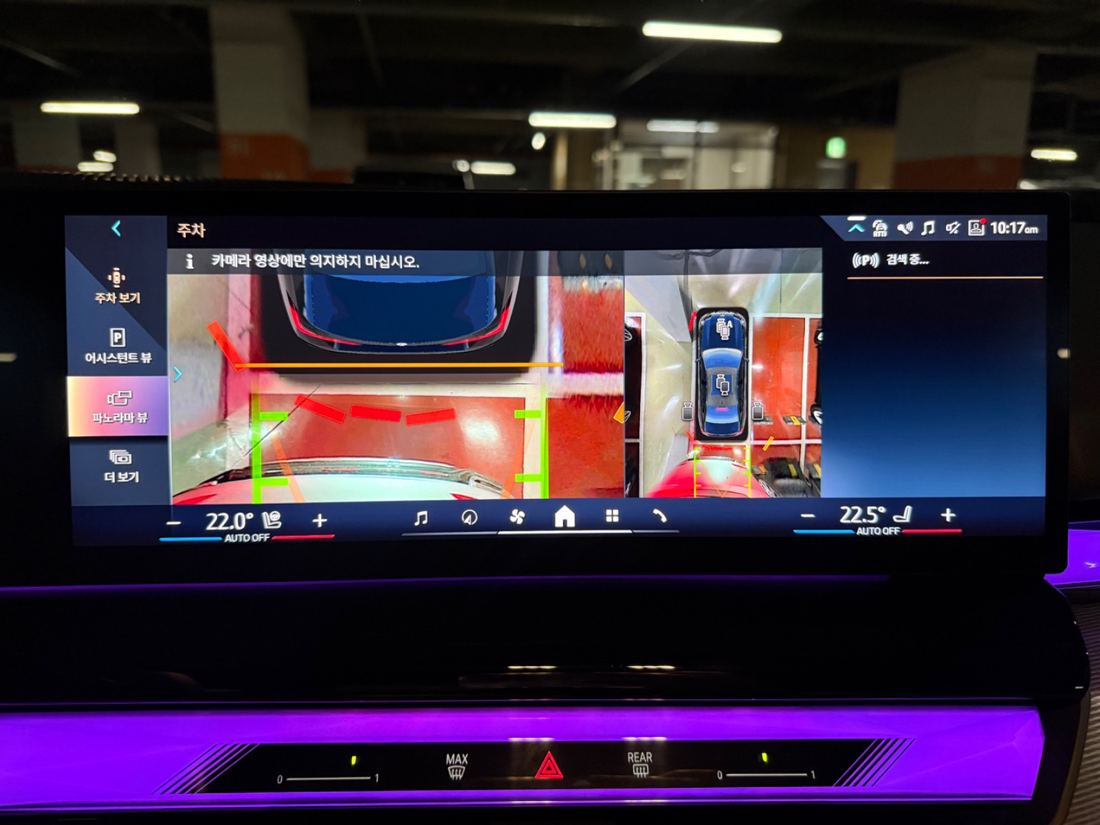 주차
10:17am
카메라 영상에만 의지하지 마십시오.
((P)) 검색 중...
주차 보기
P
어시스턴트 뷰
파노라마 뷰
더 보기
A
− 22.0° +
AUTO OFF
− 22.5° +
AUTO OFF
0 1
MAX
REAR
0 1